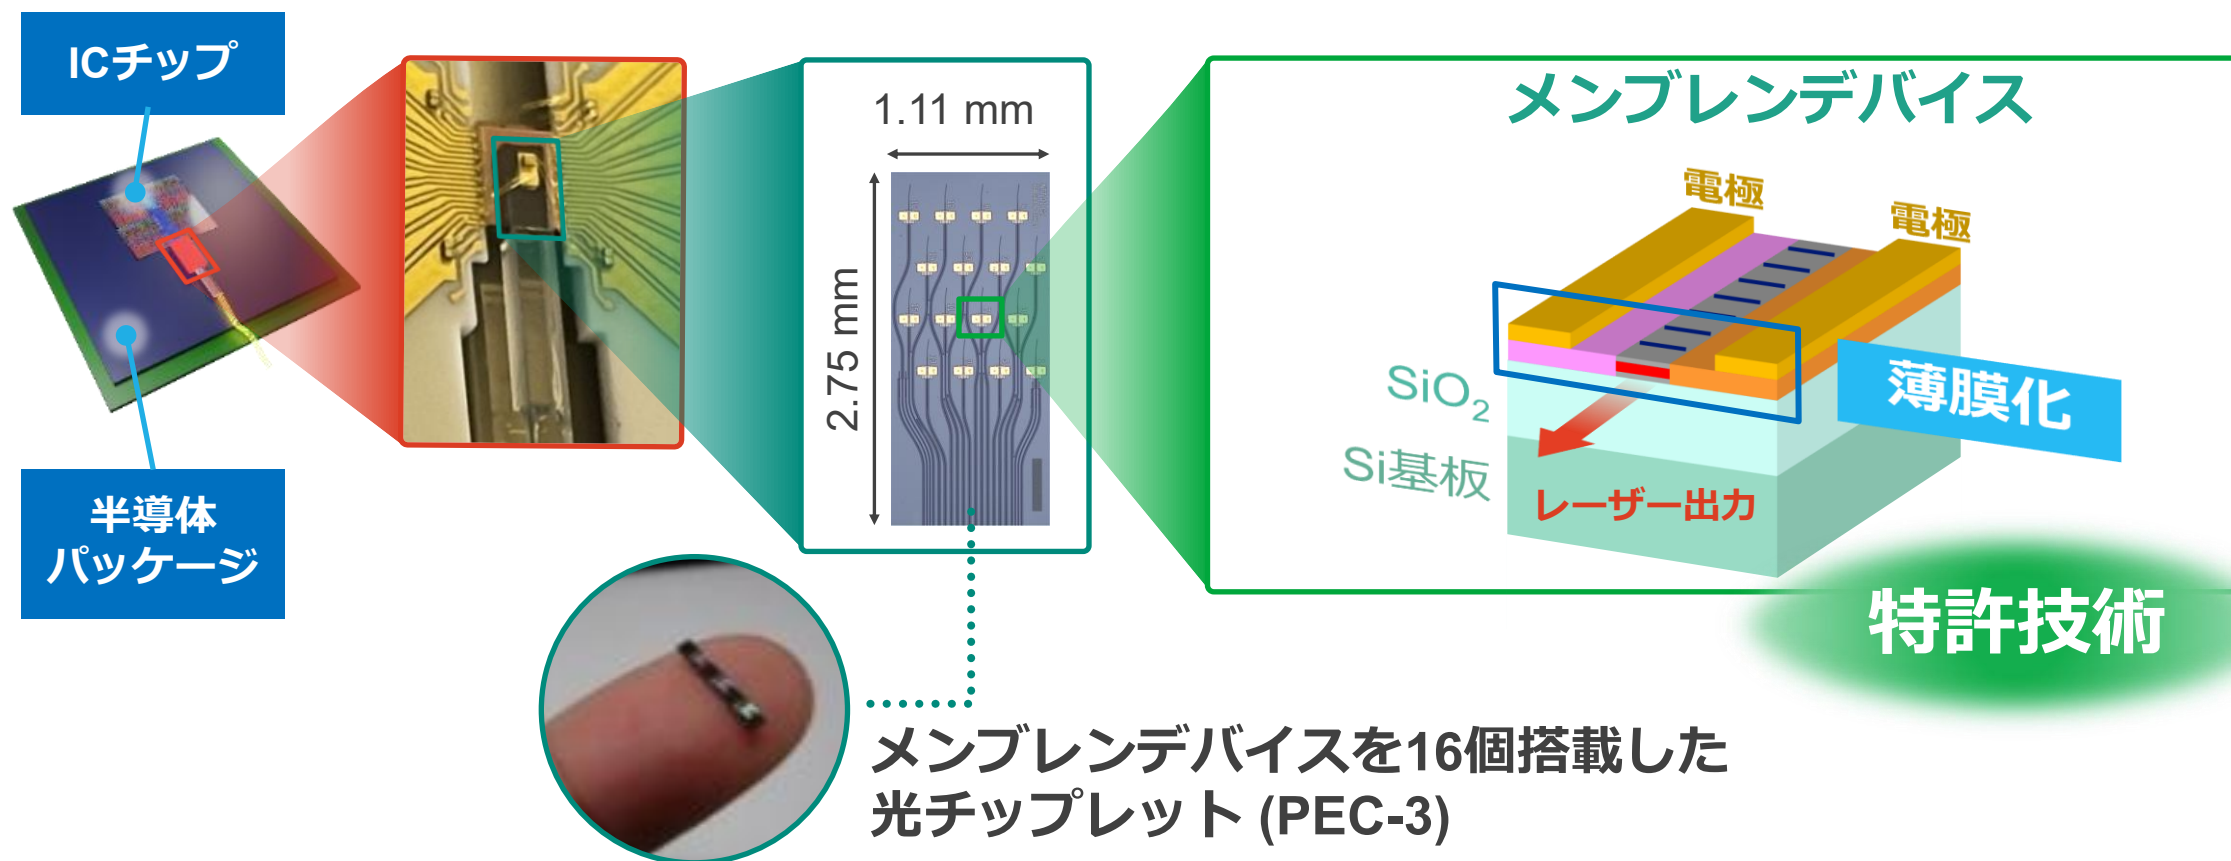 ICチップ
半導体
パッケージ
1.11 mm
2.75 mm
メンブレンデバイス
電極
電極
SiO₂
Si基板
レーザー出力
薄膜化
特許技術
メンブレンデバイスを16個搭載した
光チップレット (PEC-3)